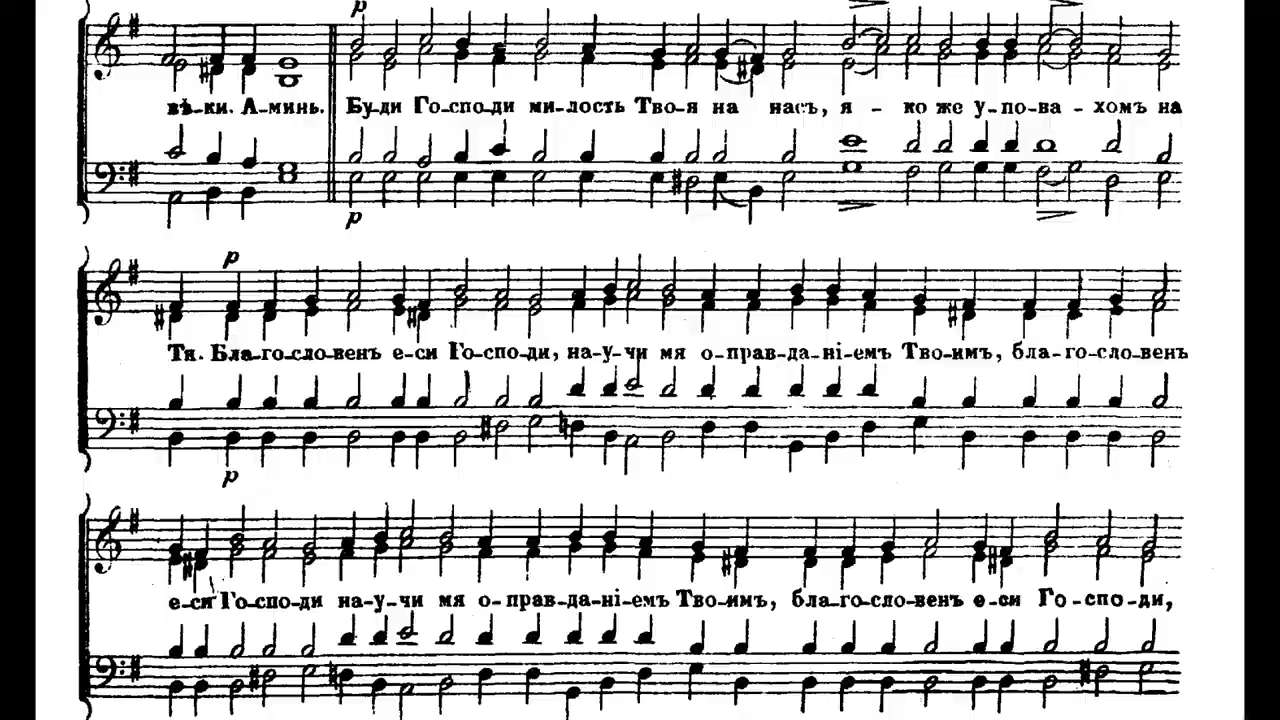 p
вѣ-ки. А-минь. Бу-ди Го-спо-ди ми-лость Тво-я на насъ, я - ко же у-по-ва-хомъ на
p
p
Тя. Бла-го-сло-венъ е-си Го-спо-ди, на-у-чи мя о-прав-да-ні-емъ Тво-имъ, бла-го-сло-венъ
p
е-си Го-спо-ди на-у-чи мя о-прав-да-ні-емъ Тво-имъ, бла-го-сло-венъ е-си Го-спо-ди,